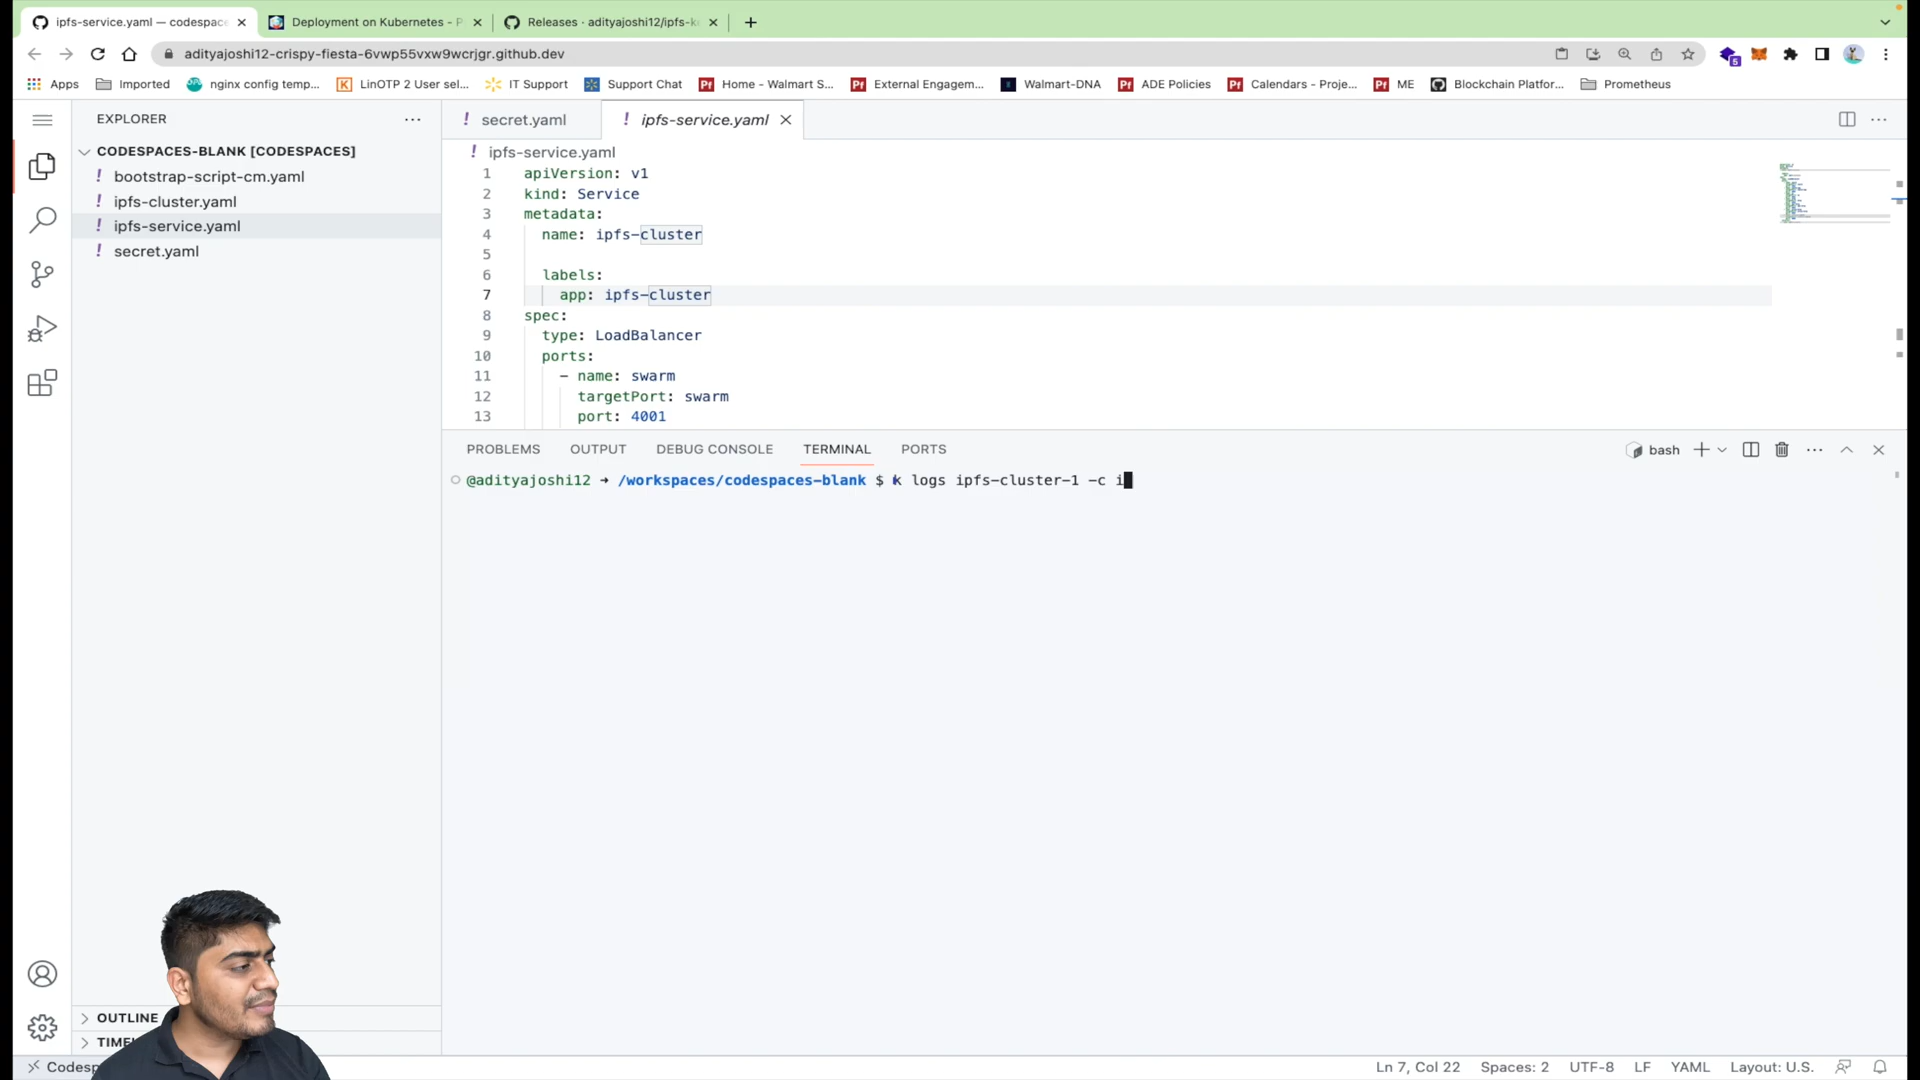 ipfs-service.yaml — codespac
Deployment on Kubernetes - P
Releases · adityajoshi12/ipfs-k
adityajoshi12-crispy-fiesta-6vwp55vxw9wcrjgr.github.dev
5
Apps
Imported
nginx config temp...
LinOTP 2 User sel...
IT Support
Support Chat
Home - Walmart S...
External Engagem...
Walmart-DNA
ADE Policies
Calendars - Proje...
ME
Blockchain Platfor...
Prometheus
EXPLORER
CODESPACES-BLANK [CODESPACES]
! bootstrap-script-cm.yaml
! ipfs-cluster.yaml
! ipfs-service.yaml
! secret.yaml
OUTLINE
TIME
! secret.yaml
! ipfs-service.yaml
! ipfs-service.yaml
1 apiVersion: v1
2 kind: Service
3 metadata:
4 name: ipfs-cluster
5
6 labels:
7 app: ipfs-cluster
8 spec:
9 type: LoadBalancer
10 ports:
11 - name: swarm
12 targetPort: swarm
13 port: 4001
PROBLEMS
OUTPUT
DEBUG CONSOLE
TERMINAL
PORTS
bash
@adityajoshi12 → /workspaces/codespaces-blank $ k logs ipfs-cluster-1 -c i
Codesp
Ln 7, Col 22
Spaces: 2
UTF-8
LF
YAML
Layout: U.S.